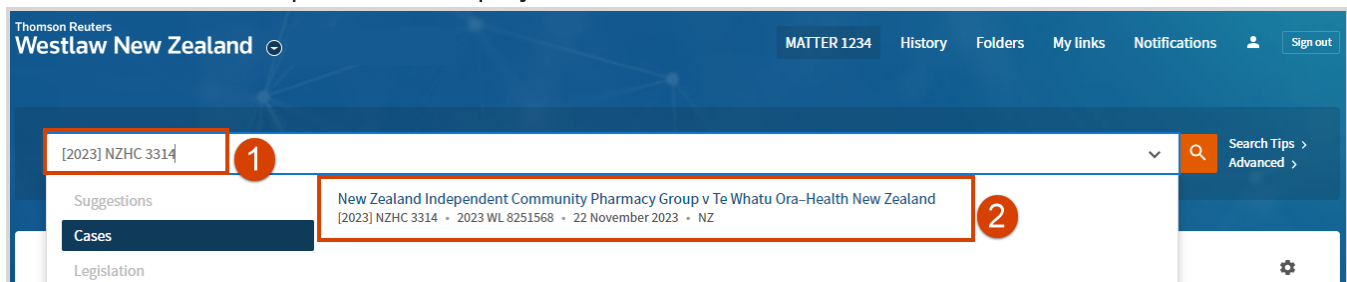 Thomson Reuters
Westlaw New Zealand
MATTER 1234 History Folders My links Notifications Sign out
[2023] NZHC 3314
1
Search Tips >
Advanced >
Suggestions
New Zealand Independent Community Pharmacy Group v Te Whatu Ora–Health New Zealand
[2023] NZHC 3314 • 2023 WL 8251568 • 22 November 2023 • NZ
2
Cases
Legislation